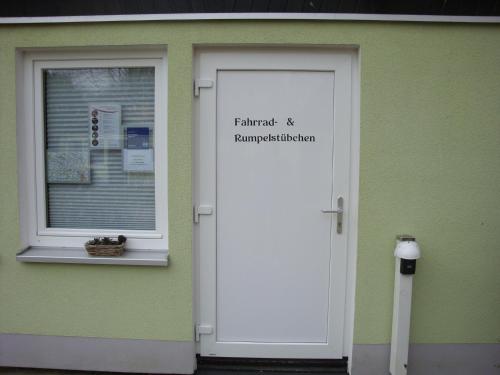 Fahrrad- &
Rumpelstübchen